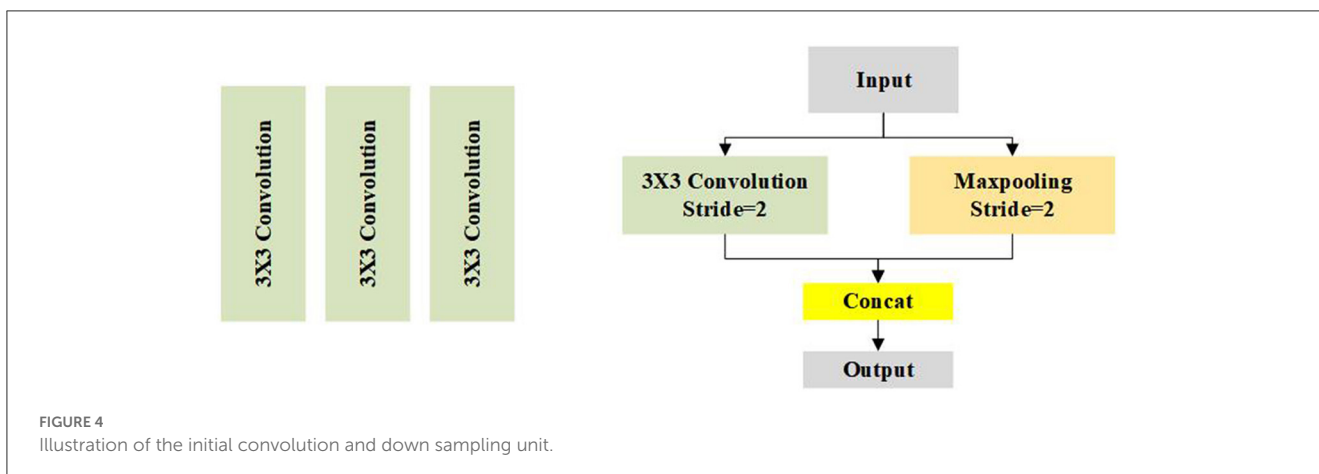 3X3 Convolution
3X3 Convolution
3X3 Convolution
Input
3X3 Convolution
Stride=2
Maxpooling
Stride=2
Concat
Output
FIGURE 4
Illustration of the initial convolution and down sampling unit.